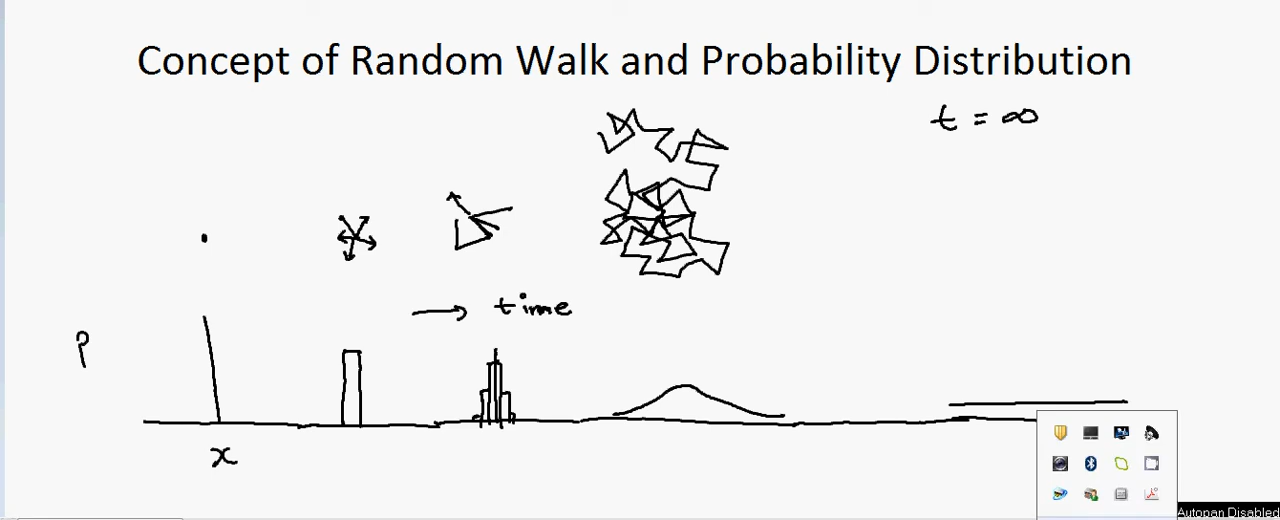 Concept of Random Walk and Probability Distribution
t = ∞
→ time
P
x
Autopan Disabled